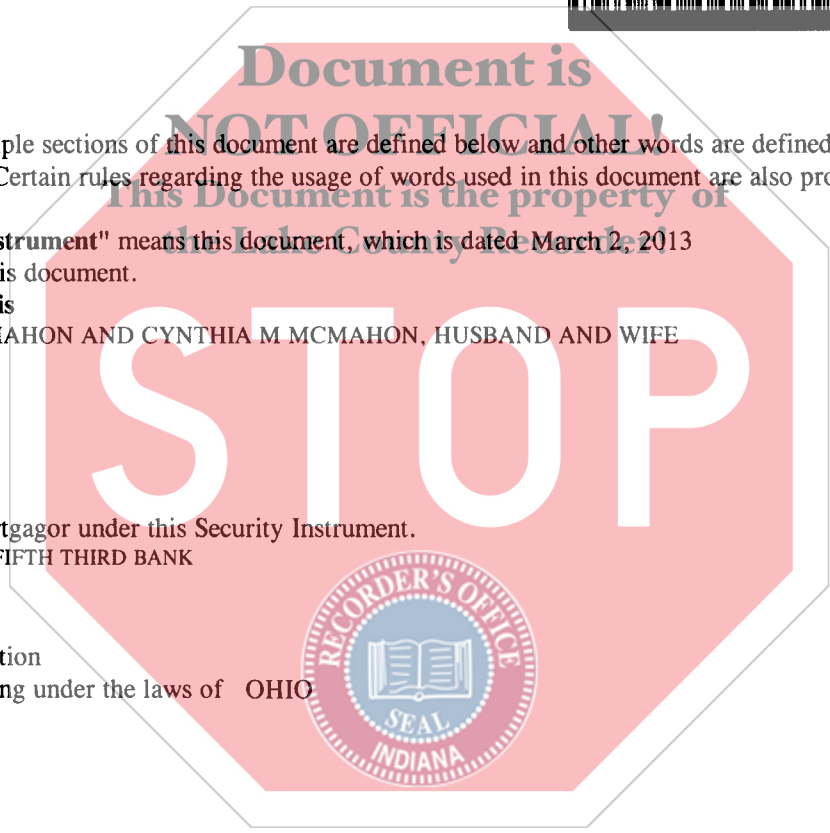 Document is
NOT OFFICIAL!
ple sections of this document are defined below and other words are defined
Certain rules regarding the usage of words used in this document are also pro
This Document is the property of
the Lake County Recorder!
strument" means this document, which is dated March 2, 2013
is document.
is
MAHON AND CYNTHIA M MCMAHON, HUSBAND AND WIFE
STOP
rtgagor under this Security Instrument.
FIFTH THIRD BANK
tion
ng under the laws of OHIO
RECORDER'S OFFICE
SEAL
INDIANA